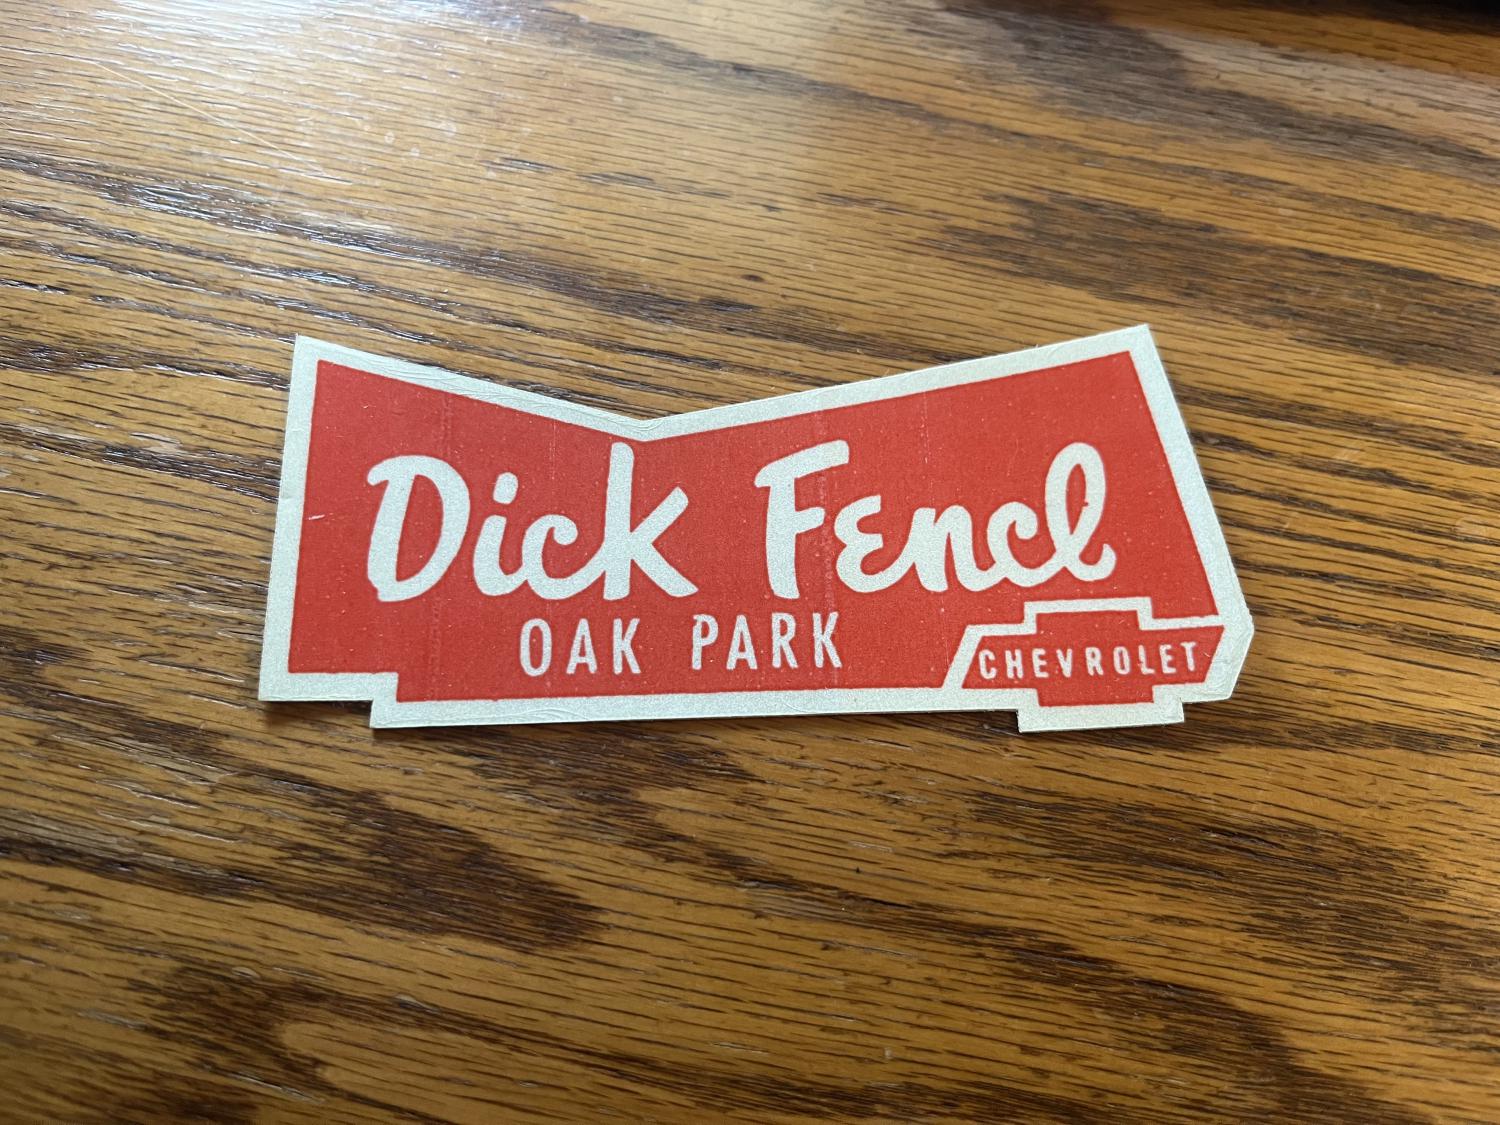 Dick Fencl
OAK PARK
CHEVROLET